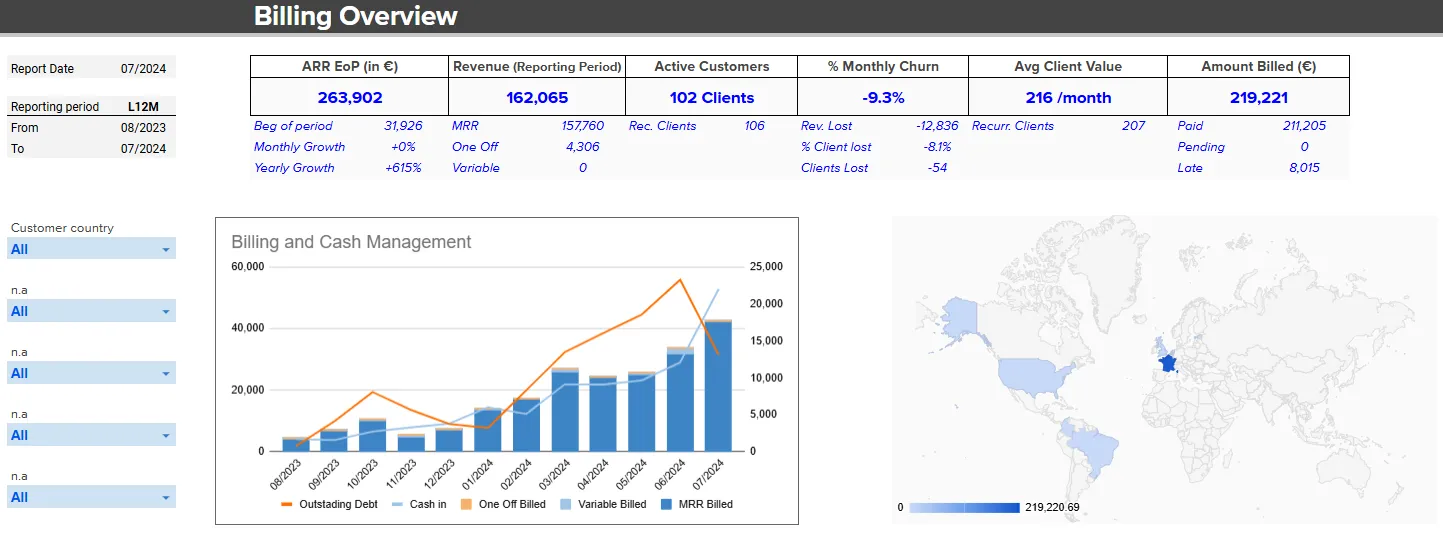 Billing Overview
Report Date 07/2024
Reporting period L12M
From 08/2023
To 07/2024
ARR EoP (in €) Revenue (Reporting Period) Active Customers % Monthly Churn Avg Client Value Amount Billed (€)
263,902 162,065 102 Clients -9.3% 216 /month 219,221
Beg of period 31,926 MRR 157,760 Rec. Clients 106 Rev. Lost -12,836 Recurr. Clients 207 Paid 211,205
Monthly Growth +0% One Off 4,306 % Client lost -8.1% Pending 0
Yearly Growth +615% Variable 0 Clients Lost -54 Late 8,015
Customer country
All
n.a
All
n.a
All
n.a
All
n.a
All
Billing and Cash Management
60,000 25,000
20,000
40,000
15,000
10,000
20,000
5,000
0 0
08/2023 09/2023 10/2023 11/2023 12/2023 01/2024 02/2024 03/2024 04/2024 05/2024 06/2024 07/2024
Outstading Debt Cash in One Off Billed Variable Billed MRR Billed
0 219,220.69